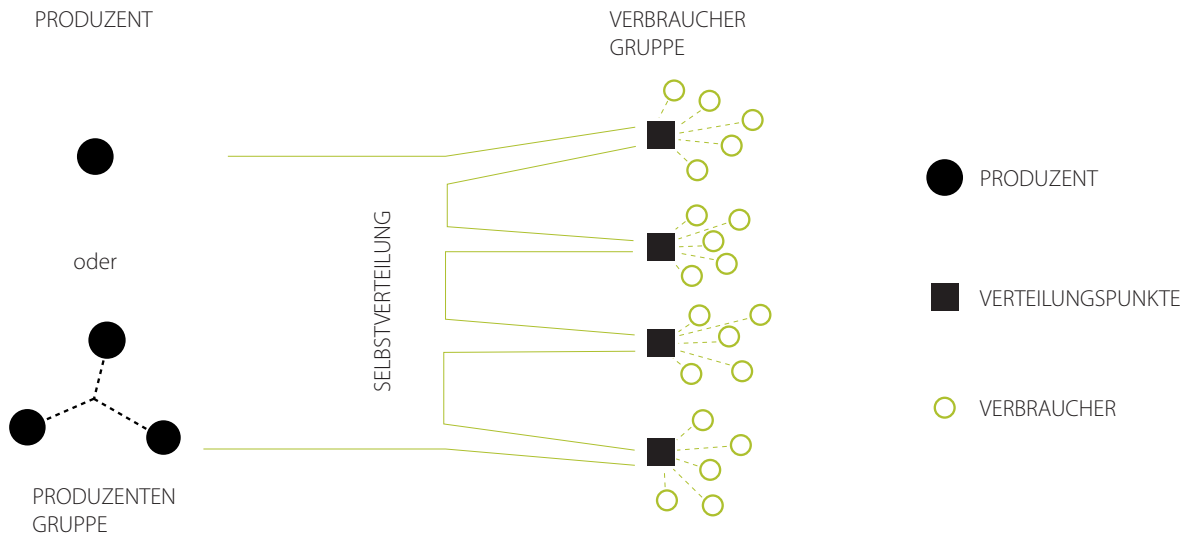 PRODUZENT
oder
PRODUZENTEN
GRUPPE
SELBSTVERTEILUNG
VERBRAUCHER
GRUPPE
PRODUZENT
VERTEILUNGSPUNKTE
VERBRAUCHER